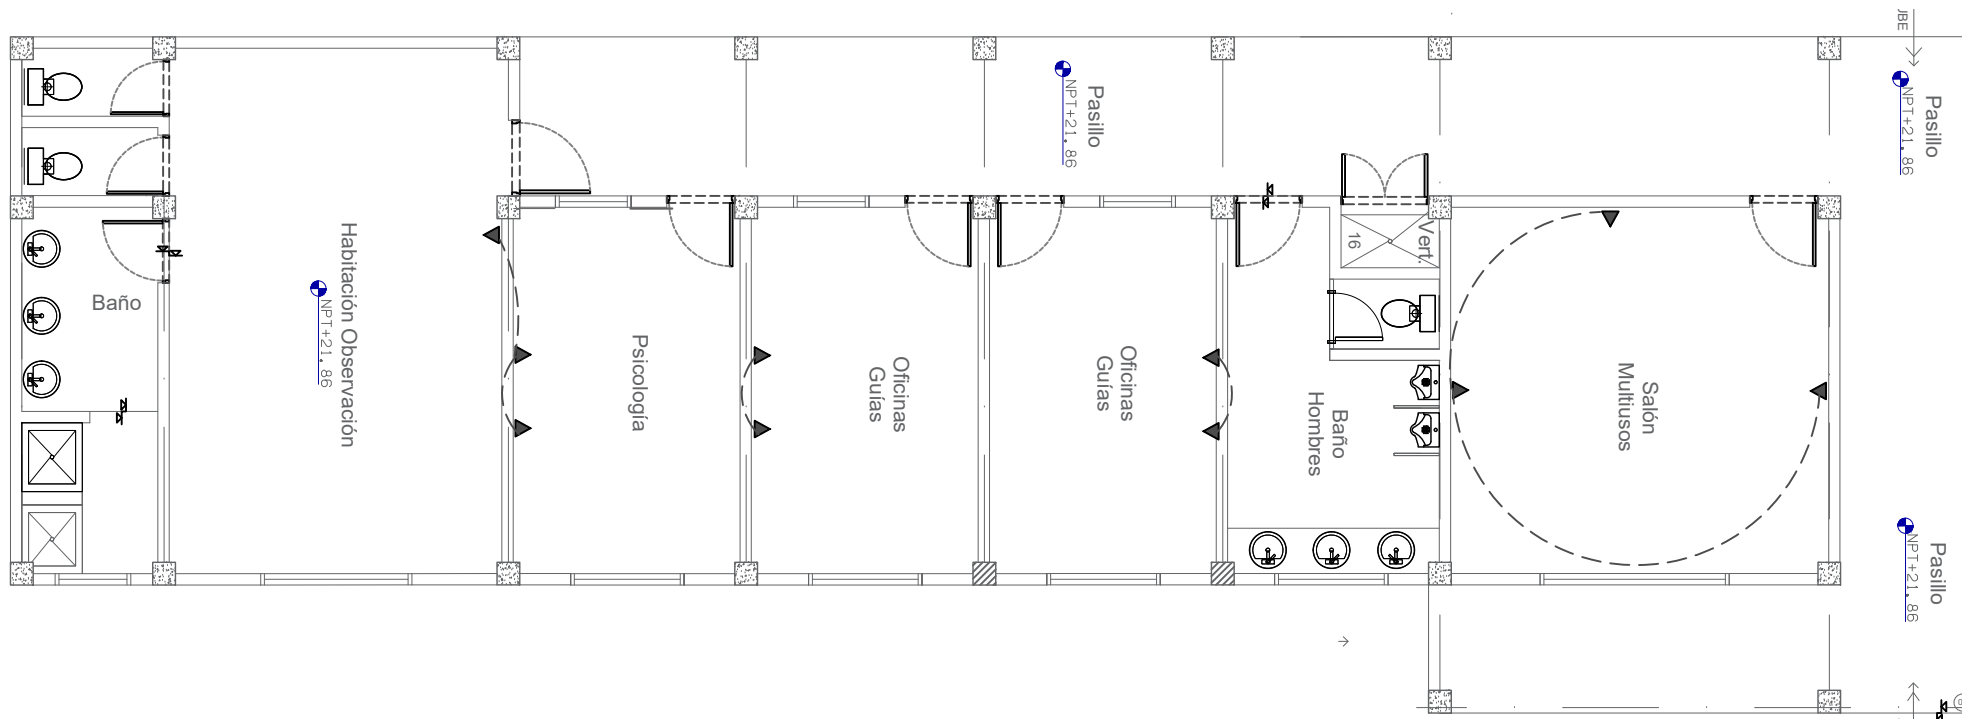 Baño
Habitación Observación
NPT+21.86
Psicología
Oficinas
Guías
Oficinas
Guías
Pasillo
NPT+21.86
Baño
Hombres
Vert.
16
Salón
Multiusos
Pasillo
NPT+21.86
Pasillo
NPT+21.86